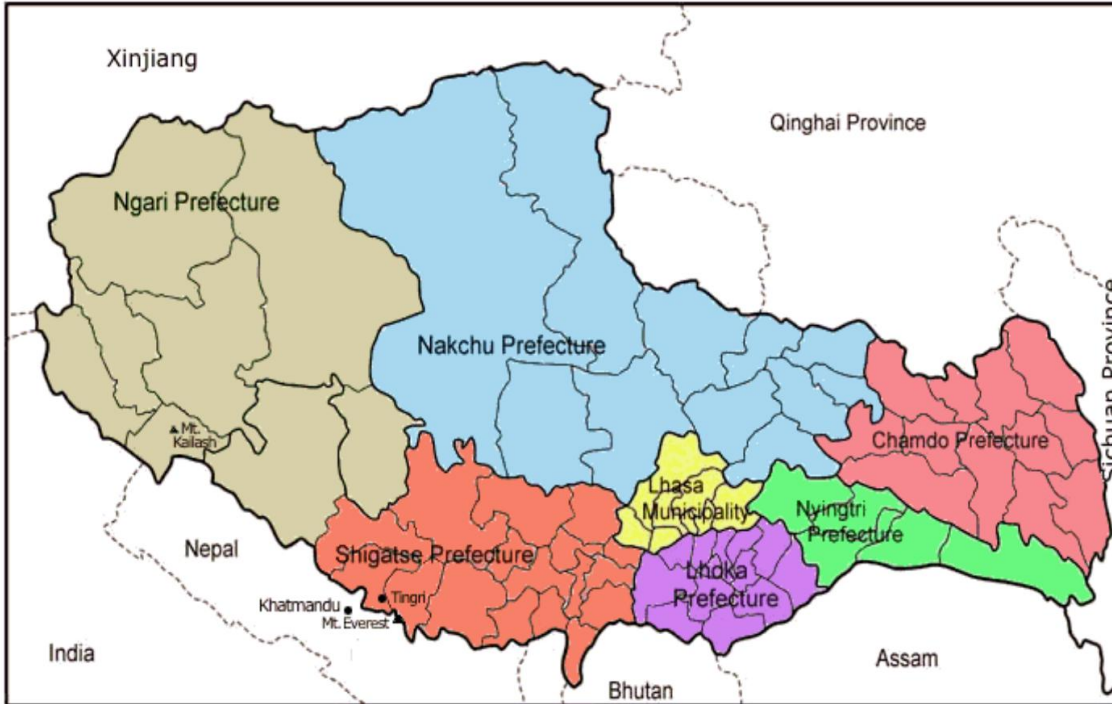 Xinjiang
Qinghai Province
Ngari Prefecture
Sichuan Province
Nakchu Prefecture
Mt.
Kailash
Chamdo Prefecture
Lhasa
Municipality
Nyingtri
Prefecture
Nepal
Shigatse Prefecture
Lhoka
Prefecture
Tingri
Khatmandu
Mt. Everest
India
Assam
Bhutan